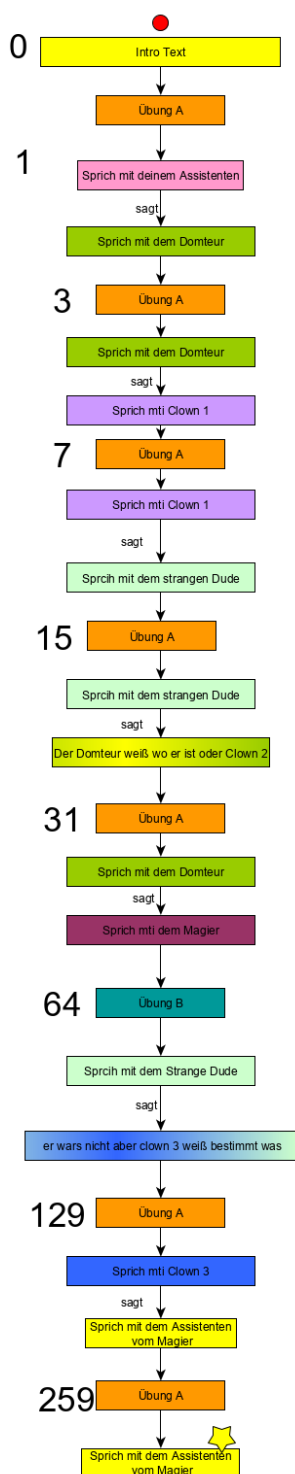 0
Intro Text
Übung A
1
Sprich mit deinem Assistenten
sagt
Sprich mit dem Domteur
3
Übung A
Sprich mit dem Domteur
sagt
Sprich mti Clown 1
7
Übung A
Sprich mti Clown 1
sagt
Sprcih mit dem strangen Dude
15
Übung A
Sprcih mit dem strangen Dude
sagt
Der Domteur weiß wo er ist oder Clown 2
31
Übung A
Sprich mit dem Domteur
sagt
Sprich mti dem Magier
64
Übung B
Sprcih mit dem Strange Dude
sagt
er wars nicht aber clown 3 weiß bestimmt was
129
Übung A
Sprich mti Clown 3
sagt
Sprich mit dem Assistenten
vom Magier
259
Übung A
Sprich mit dem Assistenten
vom Magier